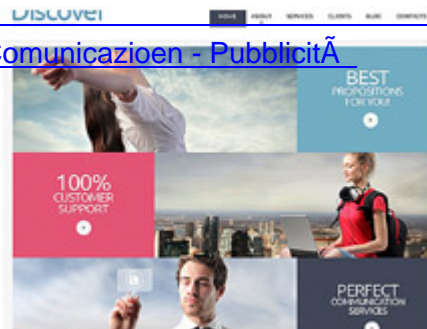 Discover
HOME ABOUT SERVICES CLIENTS BLOG CONTACTS
Comunicazioen - PubblicitÃ
BEST
PROPOSITIONS
FOR YOU!
100%
CUSTOMER
SUPPORT
PERFECT
COMMUNICATION
SERVICES